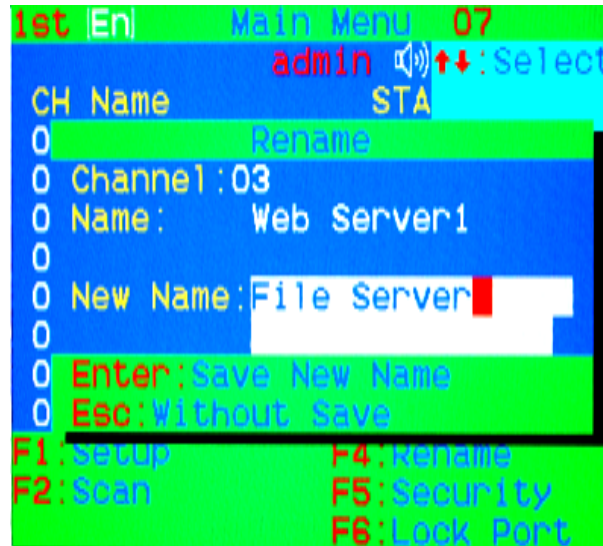 1st En Main Menu 07
admin ↑↓:Select
CH Name STA
0 Rename
0 Channel:03
0 Name: Web Server1
0
0 New Name:File Server
0
0 Enter:Save New Name
0 Esc:Without Save
F1:Setup F4:Rename
F2:Scan F5:Security
F6:Lock Port